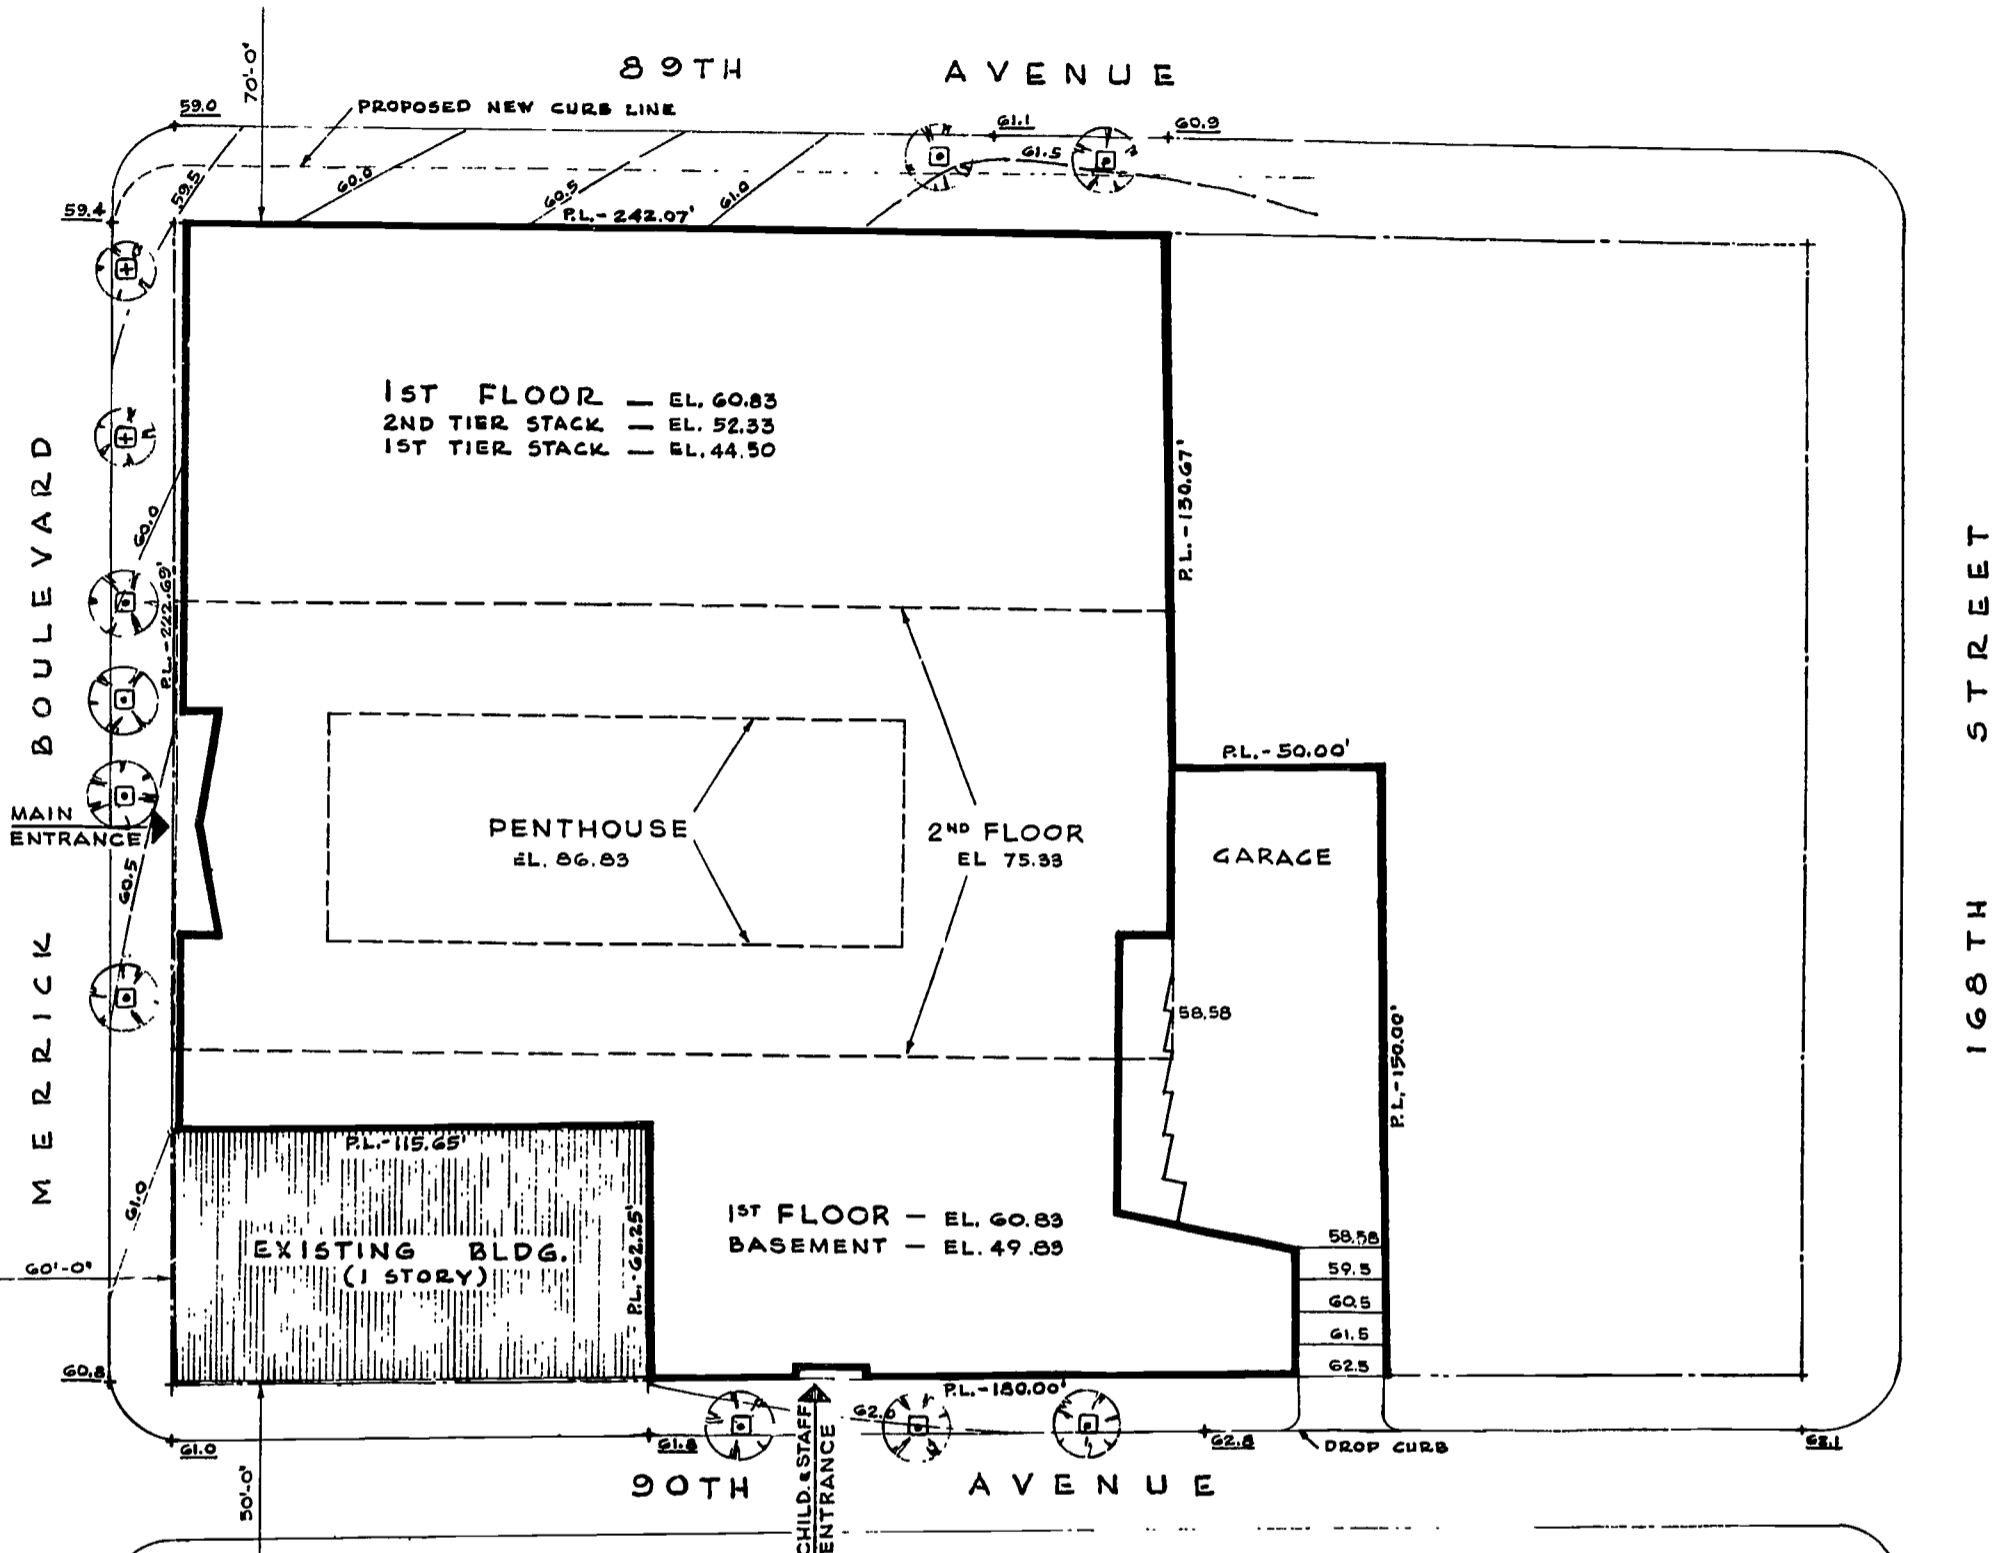 89TH AVENUE
70'-0"
59.0
PROPOSED NEW CURB LINE
61.1
60.9
61.5
59.5
60.0
60.5
61.0
59.4
P.L.- 242.07'
1ST FLOOR — EL. 60.83
2ND TIER STACK — EL. 52.33
1ST TIER STACK — EL. 44.50
P.L.-130.67'
MERRICK BOULEVARD
168TH STREET
60.0
P.L.-222.69'
P.L.-50.00'
MAIN
ENTRANCE
60.5
PENTHOUSE
EL. 86.83
2ND FLOOR
EL 75.33
GARAGE
58.58
P.L.-150.00'
P.L.-115.65'
61.0
P.L.-62.25'
EXISTING BLDG.
(1 STORY)
60'-0"
1ST FLOOR — EL. 60.83
BASEMENT — EL. 49.83
58.58
59.5
60.5
61.5
62.5
60.8
P.L.-180.00'
62.0
61.0
61.8
62.8
DROP CURB
63.1
50'-0"
CHILD. & STAFF
ENTRANCE
90TH AVENUE